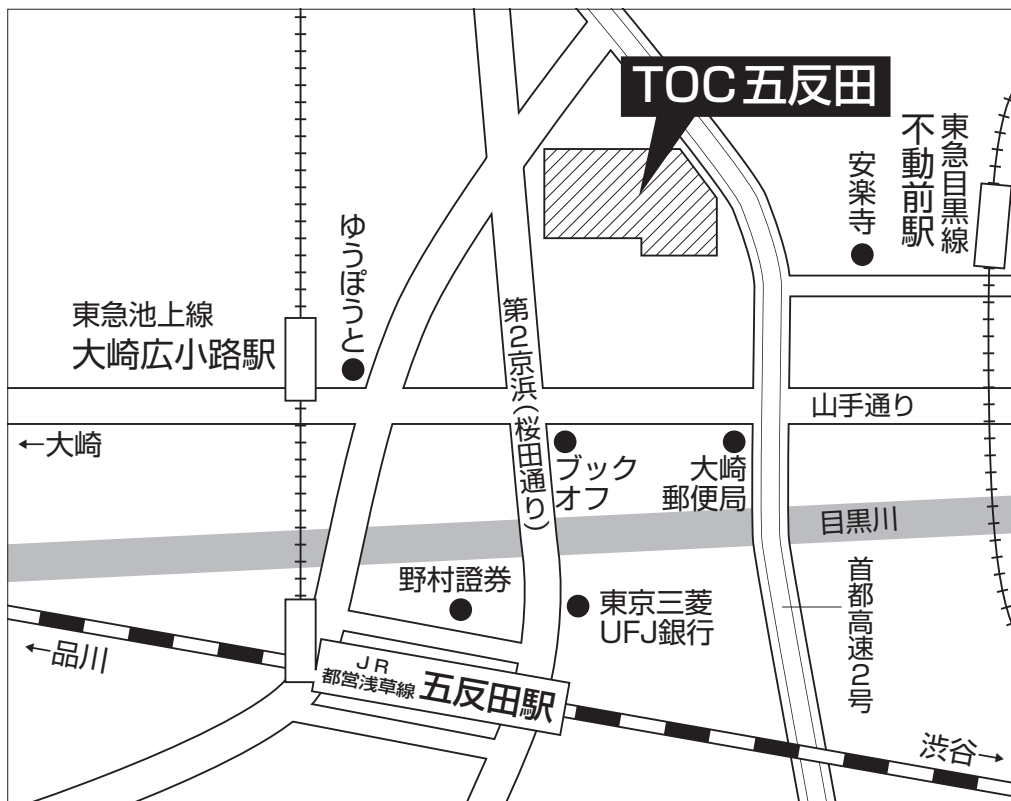 TOC五反田
東急目黒線
不動前駅
安楽寺
ゆうぽうと
東急池上線
大崎広小路駅
第2京浜(桜田通り)
山手通り
←大崎
ブック
オフ
大崎
郵便局
目黒川
野村證券
東京三菱
UFJ銀行
首都高速2号
←品川
JR
都営浅草線
五反田駅
渋谷→